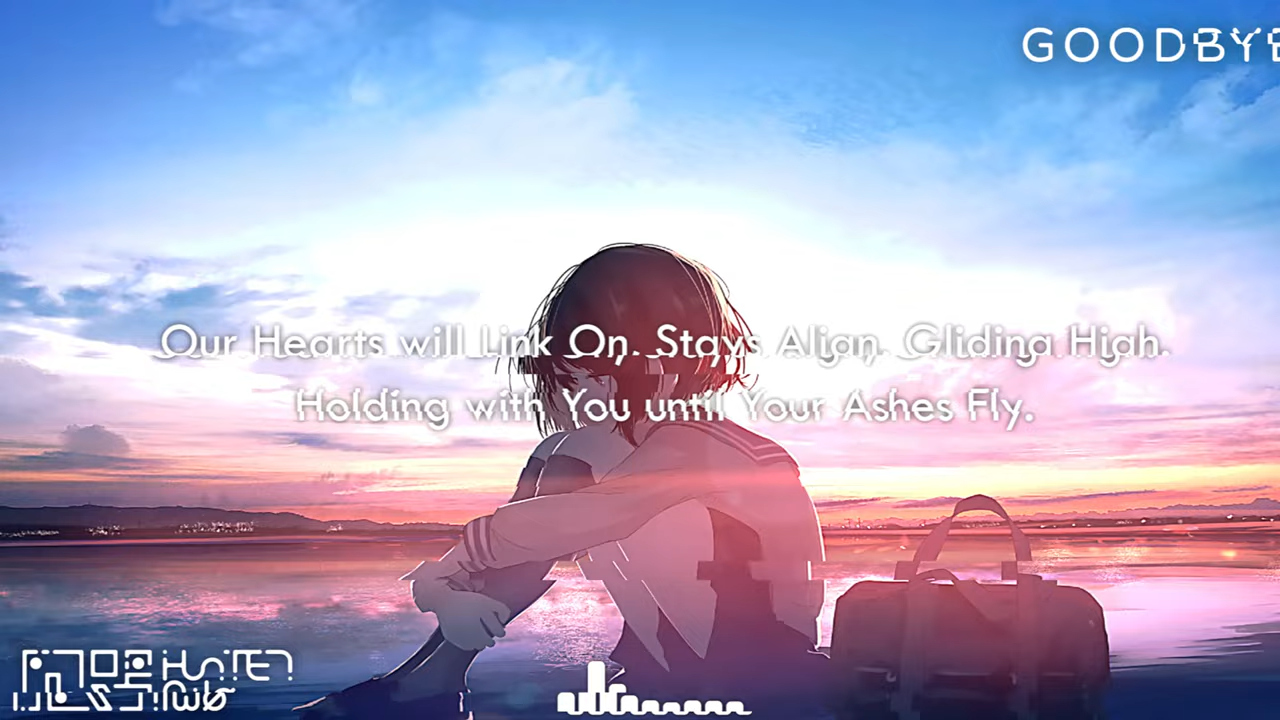 GOODBYE
Our Hearts will Link On. Stays Align. Gliding High.
Holding with You until Your Ashes Fly.